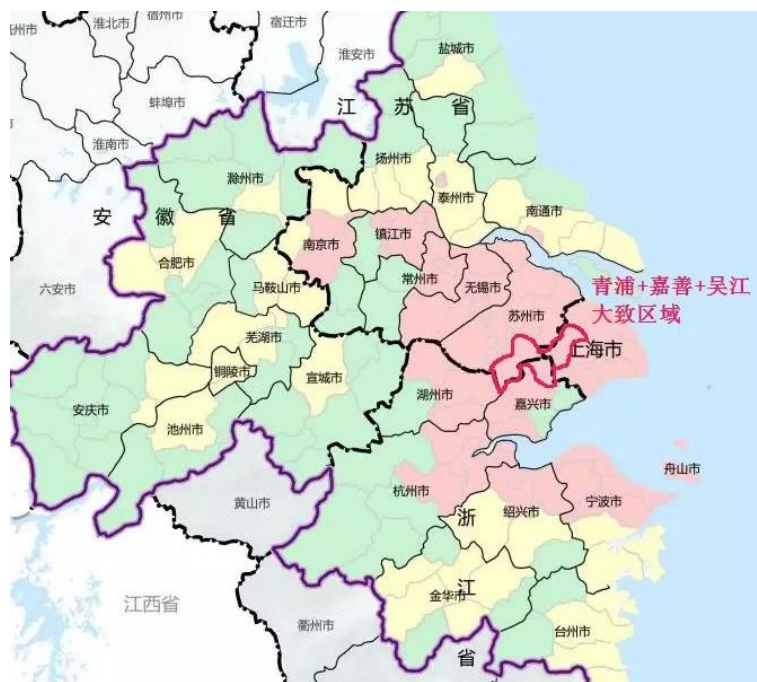 宿州市
宿迁市
淮北市
盐城市
淮安市
蚌埠市
江苏省
淮南市
扬州市
滁州市
泰州市
南通市
安徽省
南京市
镇江市
合肥市
常州市
无锡市
青浦+嘉善+吴江
大致区域
六安市
马鞍山市
苏州市
芜湖市
上海市
铜陵市
宣城市
湖州市
嘉兴市
安庆市
池州市
舟山市
杭州市
宁波市
黄山市
绍兴市
浙江省
江西省
金华市
衢州市
台州市